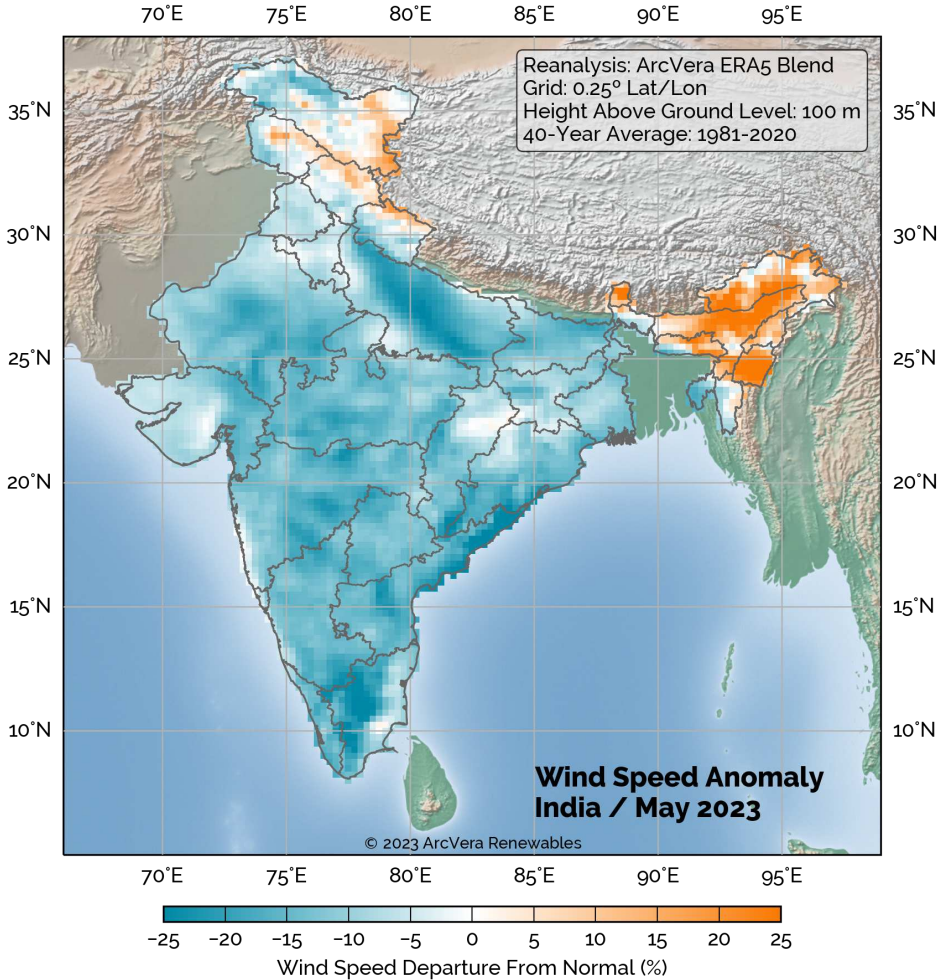 70°E 75°E 80°E 85°E 90°E 95°E
Reanalysis: ArcVera ERA5 Blend
Grid: 0.25º Lat/Lon
Height Above Ground Level: 100 m
40-Year Average: 1981-2020
35°N 35°N
30°N 30°N
25°N 25°N
20°N 20°N
15°N 15°N
10°N 10°N
Wind Speed Anomaly
India / May 2023
© 2023 ArcVera Renewables
70°E 75°E 80°E 85°E 90°E 95°E
−25 −20 −15 −10 −5 0 5 10 15 20 25
Wind Speed Departure From Normal (%)